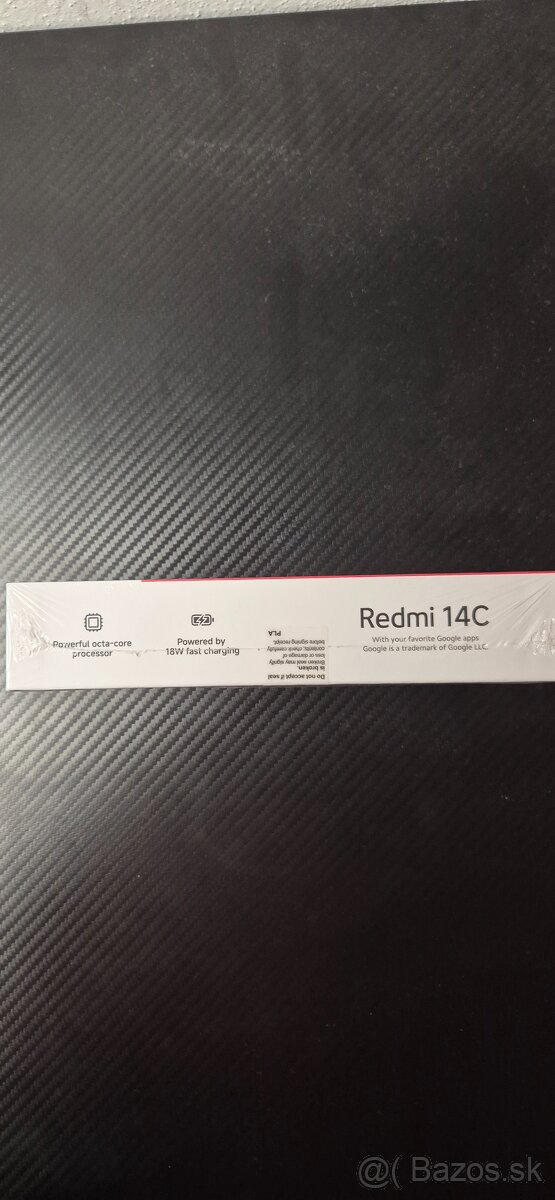 Powerful octa-core
processor
Powered by
18W fast charging
Do not accept if seal
is broken.
Broken seal may signify
loss or damage
of
contents, check carefully
before signing receipt.
PLA
Redmi 14C
With your favorite Google apps
Google is a trademark of Google LLC.
@( Bazos.sk